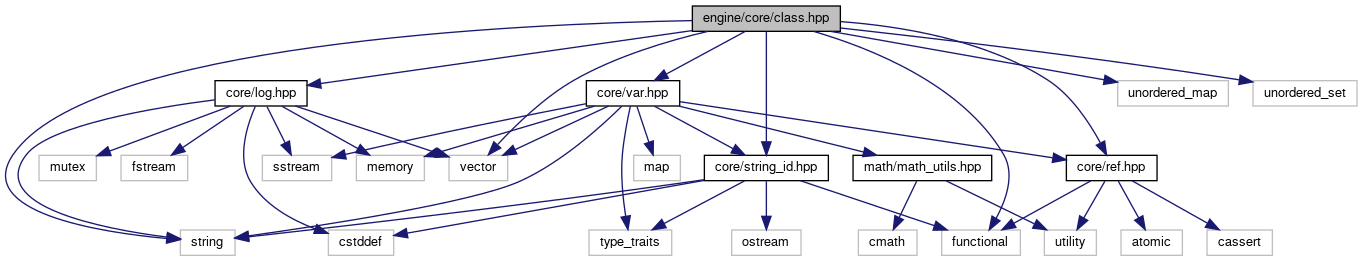 engine/core/class.hpp
core/log.hpp
core/var.hpp
unordered_map
unordered_set
mutex
fstream
sstream
memory
vector
map
core/string_id.hpp
math/math_utils.hpp
core/ref.hpp
string
cstddef
type_traits
ostream
cmath
functional
utility
atomic
cassert